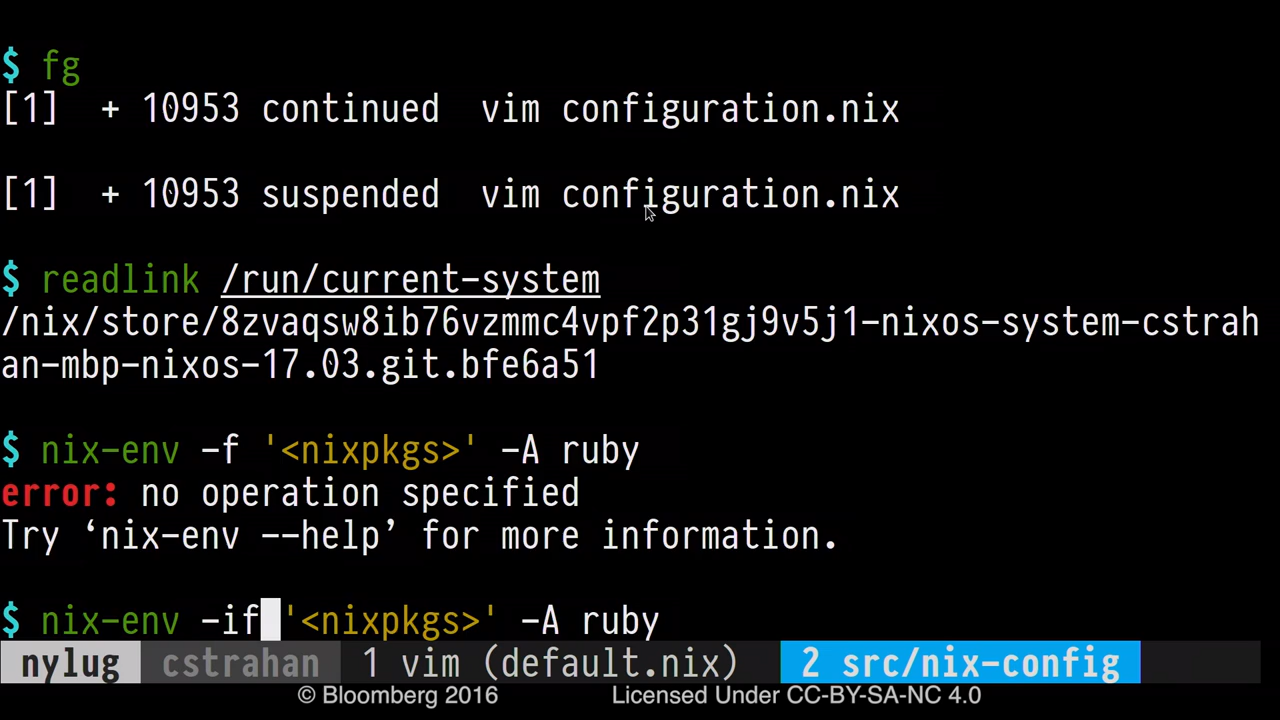 $ fg
[1]  + 10953 continued  vim configuration.nix
[1]  + 10953 suspended  vim configuration.nix
$ readlink /run/current-system
/nix/store/8zvaqsw8ib76vzmmc4vpf2p31gj9v5j1-nixos-system-cstrah
an-mbp-nixos-17.03.git.bfe6a51
$ nix-env -f '<nixpkgs>' -A ruby
error: no operation specified
Try ‘nix-env --help’ for more information.
$ nix-env -if '<nixpkgs>' -A ruby
nylug cstrahan 1 vim (default.nix) 2 src/nix-config
© Bloomberg 2016 Licensed Under CC-BY-SA-NC 4.0